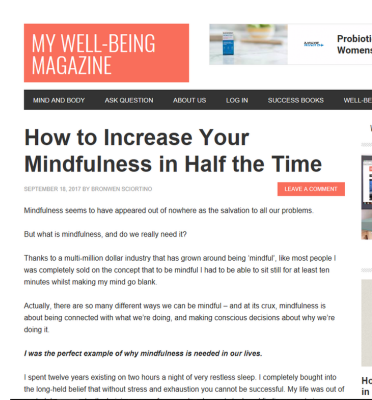 MY WELL-BEING
MAGAZINE
Probioti
Womens
MIND AND BODY ASK QUESTION ABOUT US LOG IN SUCCESS BOOKS WELL-BE
How to Increase Your
Mindfulness in Half the Time
SEPTEMBER 18, 2017 BY BRONWEN SCIORTINO LEAVE A COMMENT
Mindfulness seems to have appeared out of nowhere as the salvation to all our problems.
But what is mindfulness, and do we really need it?
Thanks to a multi-million dollar industry that has grown around being 'mindful', like most people I
was completely sold on the concept that to be mindful I had to be able to sit still for at least ten
minutes whilst making my mind go blank.
Actually, there are so many different ways we can be mindful – and at its crux, mindfulness is
about being connected with what we're doing, and making conscious decisions about why we're
doing it.
I was the perfect example of why mindfulness is needed in our lives.
I spent twelve years existing on two hours a night of very restless sleep. I completely bought into
the long-held belief that without stress and exhaustion you cannot be successful. My life was out of
Ho
in